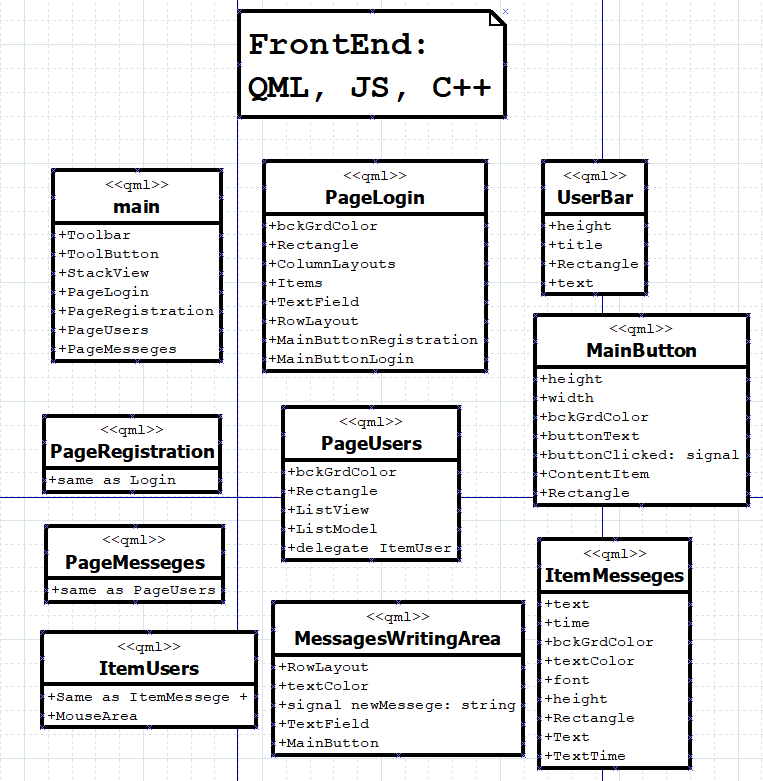 FrontEnd:
QML, JS, C++
<<qml>>
main
+Toolbar
+ToolButton
+StackView
+PageLogin
+PageRegistration
+PageUsers
+PageMesseges
<<qml>>
PageLogin
+bckGrdColor
+Rectangle
+ColumnLayouts
+Items
+TextField
+RowLayout
+MainButtonRegistration
+MainButtonLogin
<<qml>>
UserBar
+height
+title
+Rectangle
+text
<<qml>>
MainButton
+height
+width
+bckGrdColor
+buttonText
+buttonClicked: signal
+ContentItem
+Rectangle
<<qml>>
PageRegistration
+same as Login
<<qml>>
PageUsers
+bckGrdColor
+Rectangle
+ListView
+ListModel
+delegate ItemUser
<<qml>>
PageMesseges
+same as PageUsers
<<qml>>
ItemMesseges
+text
+time
+bckGrdColor
+textColor
+font
+height
+Rectangle
+Text
+TextTime
<<qml>>
ItemUsers
+Same as ItemMessege +
+MouseArea
<<qml>>
MessagesWritingArea
+RowLayout
+textColor
+signal newMessege: string
+TextField
+MainButton